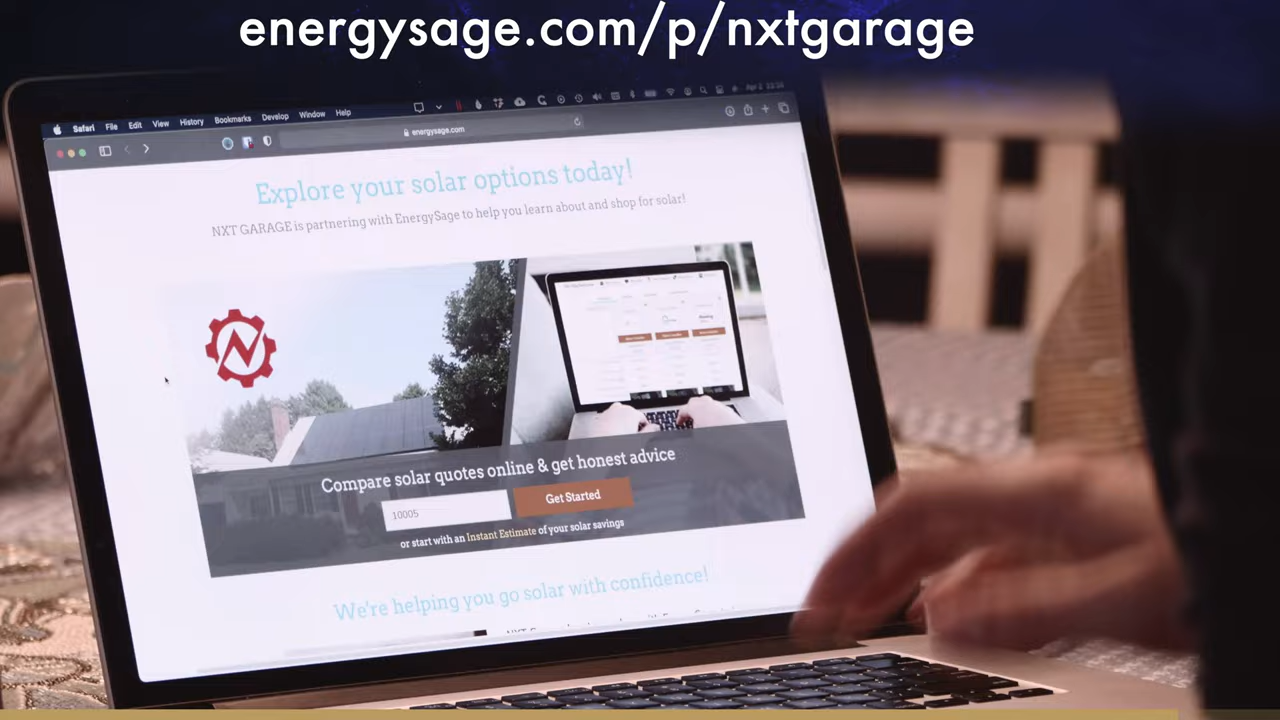 energysage.com/p/nxtgarage
Safari File Edit View History Bookmarks Develop Window Help
energysage.com
Explore your solar options today!
NXT GARAGE is partnering with EnergySage to help you learn about and shop for solar!
Compare solar quotes online & get honest advice
10005 Get Started
or start with an Instant Estimate of your solar savings
We're helping you go solar with confidence!